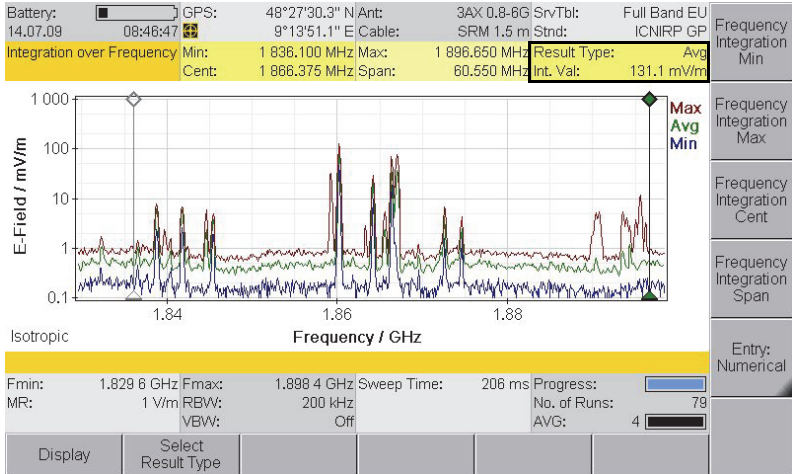 Battery: GPS: 48°27'30.3" N Ant: 3AX 0.8-6G SrvTbl: Full Band EU
14.07.09 08:46:47 9°13'51.1" E Cable: SRM 1.5 m Stnd: ICNIRP GP
Integration over Frequency Min: 1 836.100 MHz Max: 1 896.650 MHz Result Type: Avg
Cent: 1 866.375 MHz Span: 60.550 MHz Int. Val: 131.1 mV/m
Frequency
Integration
Min
Frequency
Integration
Max
Frequency
Integration
Cent
Frequency
Integration
Span
Entry:
Numerical
E-Field / mV/m
1 000
100
10
1
0.1
Max
Avg
Min
1.84 1.86 1.88
Isotropic Frequency / GHz
Fmin: 1.829 6 GHz Fmax: 1.898 4 GHz Sweep Time: 206 ms Progress:
MR: 1 V/m RBW: 200 kHz No. of Runs: 79
VBW: Off AVG: 4
Display
Select
Result Type